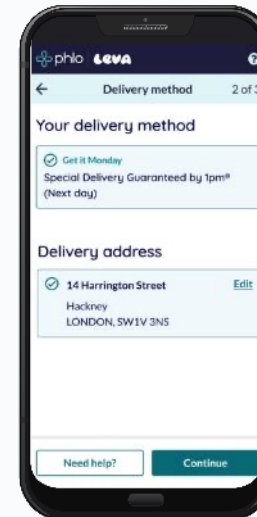 phlo LEVA
Delivery method 2 of 3
Your delivery method
Get it Monday
Special Delivery Guaranteed by 1pm®
(Next day)
Delivery address
14 Harrington Street Edit
Hackney
LONDON, SW1V 3NS
Need help? Continue